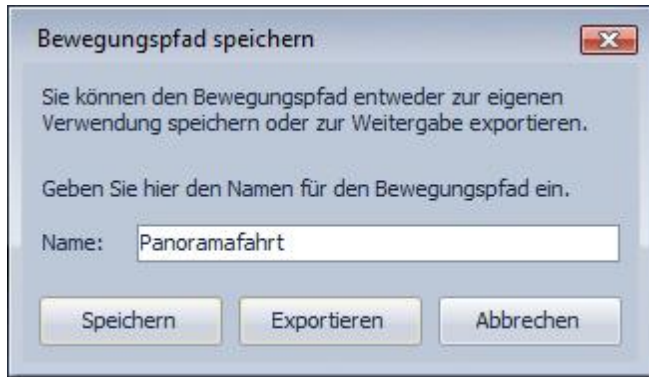 Bewegungspfad speichern
Sie können den Bewegungspfad entweder zur eigenen
Verwendung speichern oder zur Weitergabe exportieren.
Geben Sie hier den Namen für den Bewegungspfad ein.
Name: Panoramafahrt
Speichern Exportieren Abbrechen